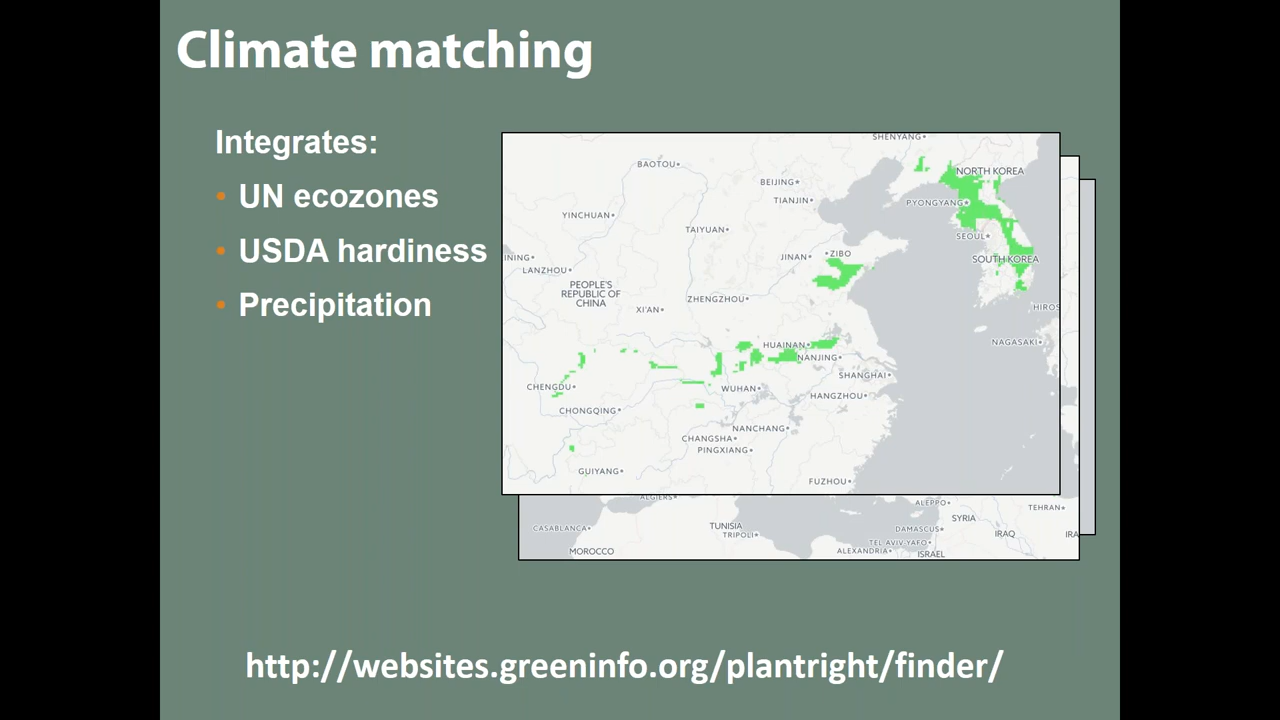 Climate matching
Integrates:
• UN ecozones
• USDA hardiness
• Precipitation
SHENYANG
BAOTOU
NORTH KOREA
BEIJING
TIANJIN
PYONGYANG
YINCHUAN
TAIYUAN
SEOUL
JINAN
ZIBO
SOUTH KOREA
INING
LANZHOU
PEOPLE'S
REPUBLIC OF
CHINA
ZHENGZHOU
XI'AN
HIROS
HUAINAN
NAGASAKI
NANJING
SHANGHAI
CHENGDU
WUHAN
HANGZHOU
CHONGQING
NANCHANG
CHANGSHA
PINGXIANG
GUIYANG
FUZHOU
ALGIERS
ALEPPO
TEHRAN
CASABLANCA
TUNISIA
TRIPOLI
SYRIA
DAMASCUS
IRAQ
IRA
TEL AVIV-YAFO
MOROCCO
ALEXANDRIA
ISRAEL
http://websites.greeninfo.org/plantright/finder/